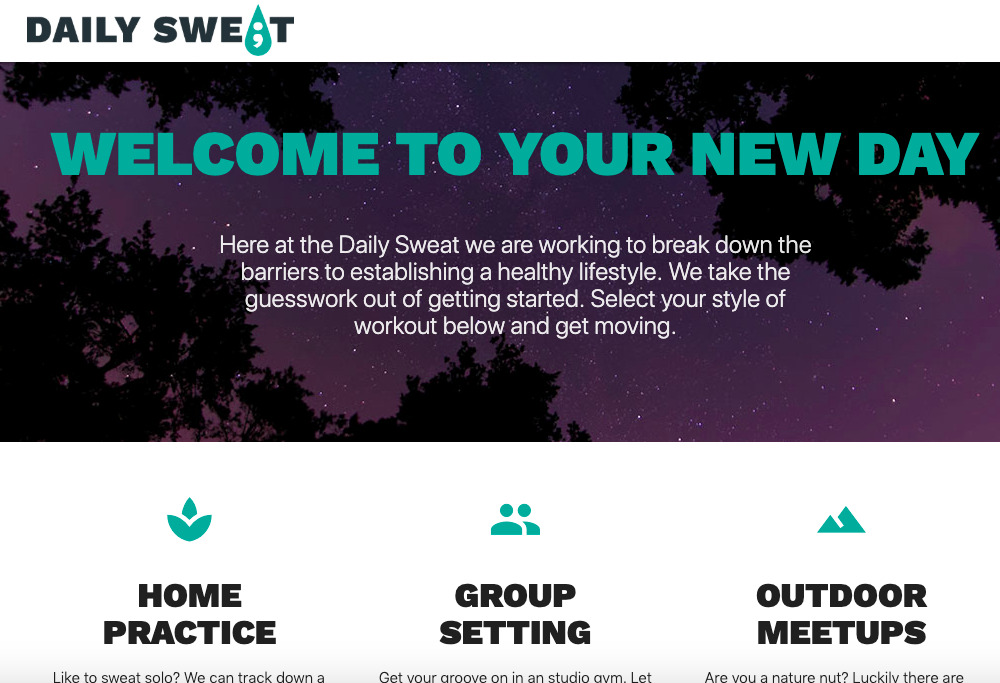 DAILY SWEAT
WELCOME TO YOUR NEW DAY
Here at the Daily Sweat we are working to break down the
barriers to establishing a healthy lifestyle. We take the
guesswork out of getting started. Select your style of
workout below and get moving.
HOME
PRACTICE
Like to sweat solo? We can track down a
GROUP
SETTING
Get your groove on in an studio gym. Let
OUTDOOR
MEETUPS
Are you a nature nut? Luckily there are